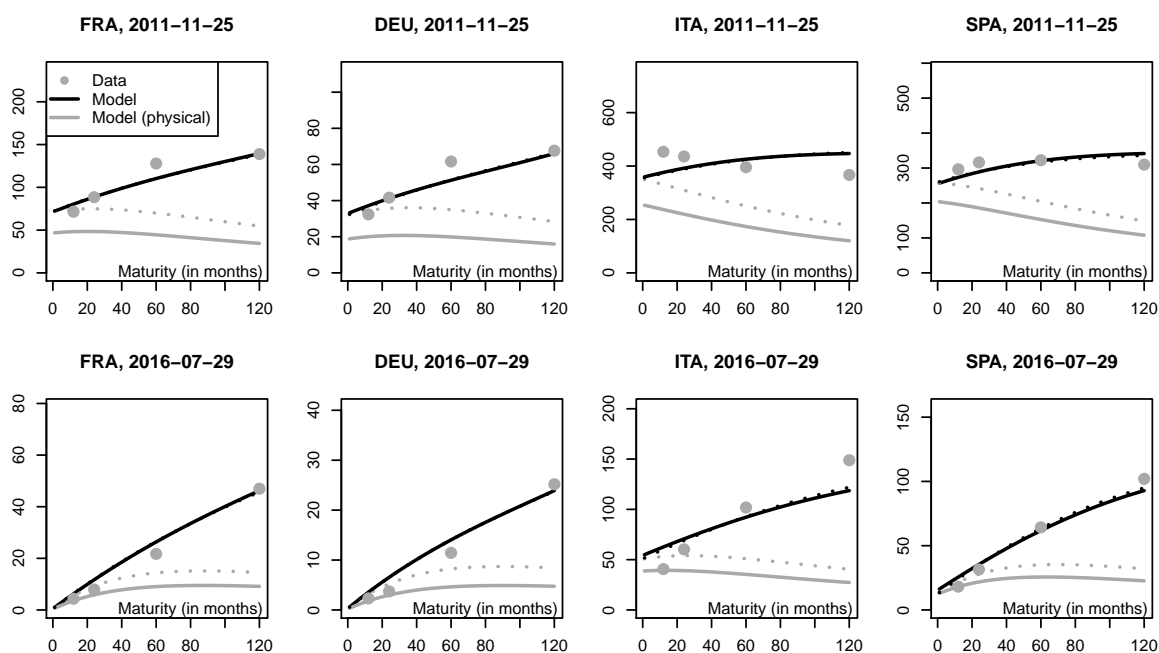 FRA, 2011−11−25
250
200
150
100
50
0
Data
Model
Model (physical)
Maturity (in months)
0 20 40 60 80 120
DEU, 2011−11−25
80
60
40
20
0
Maturity (in months)
0 20 40 60 80 120
ITA, 2011−11−25
600
400
200
0
Maturity (in months)
0 20 40 60 80 120
SPA, 2011−11−25
500
300
100
0
Maturity (in months)
0 20 40 60 80 120
FRA, 2016−07−29
80
60
40
20
0
Maturity (in months)
0 20 40 60 80 120
DEU, 2016−07−29
40
30
20
10
0
Maturity (in months)
0 20 40 60 80 120
ITA, 2016−07−29
200
150
100
50
0
Maturity (in months)
0 20 40 60 80 120
SPA, 2016−07−29
150
100
50
0
Maturity (in months)
0 20 40 60 80 120